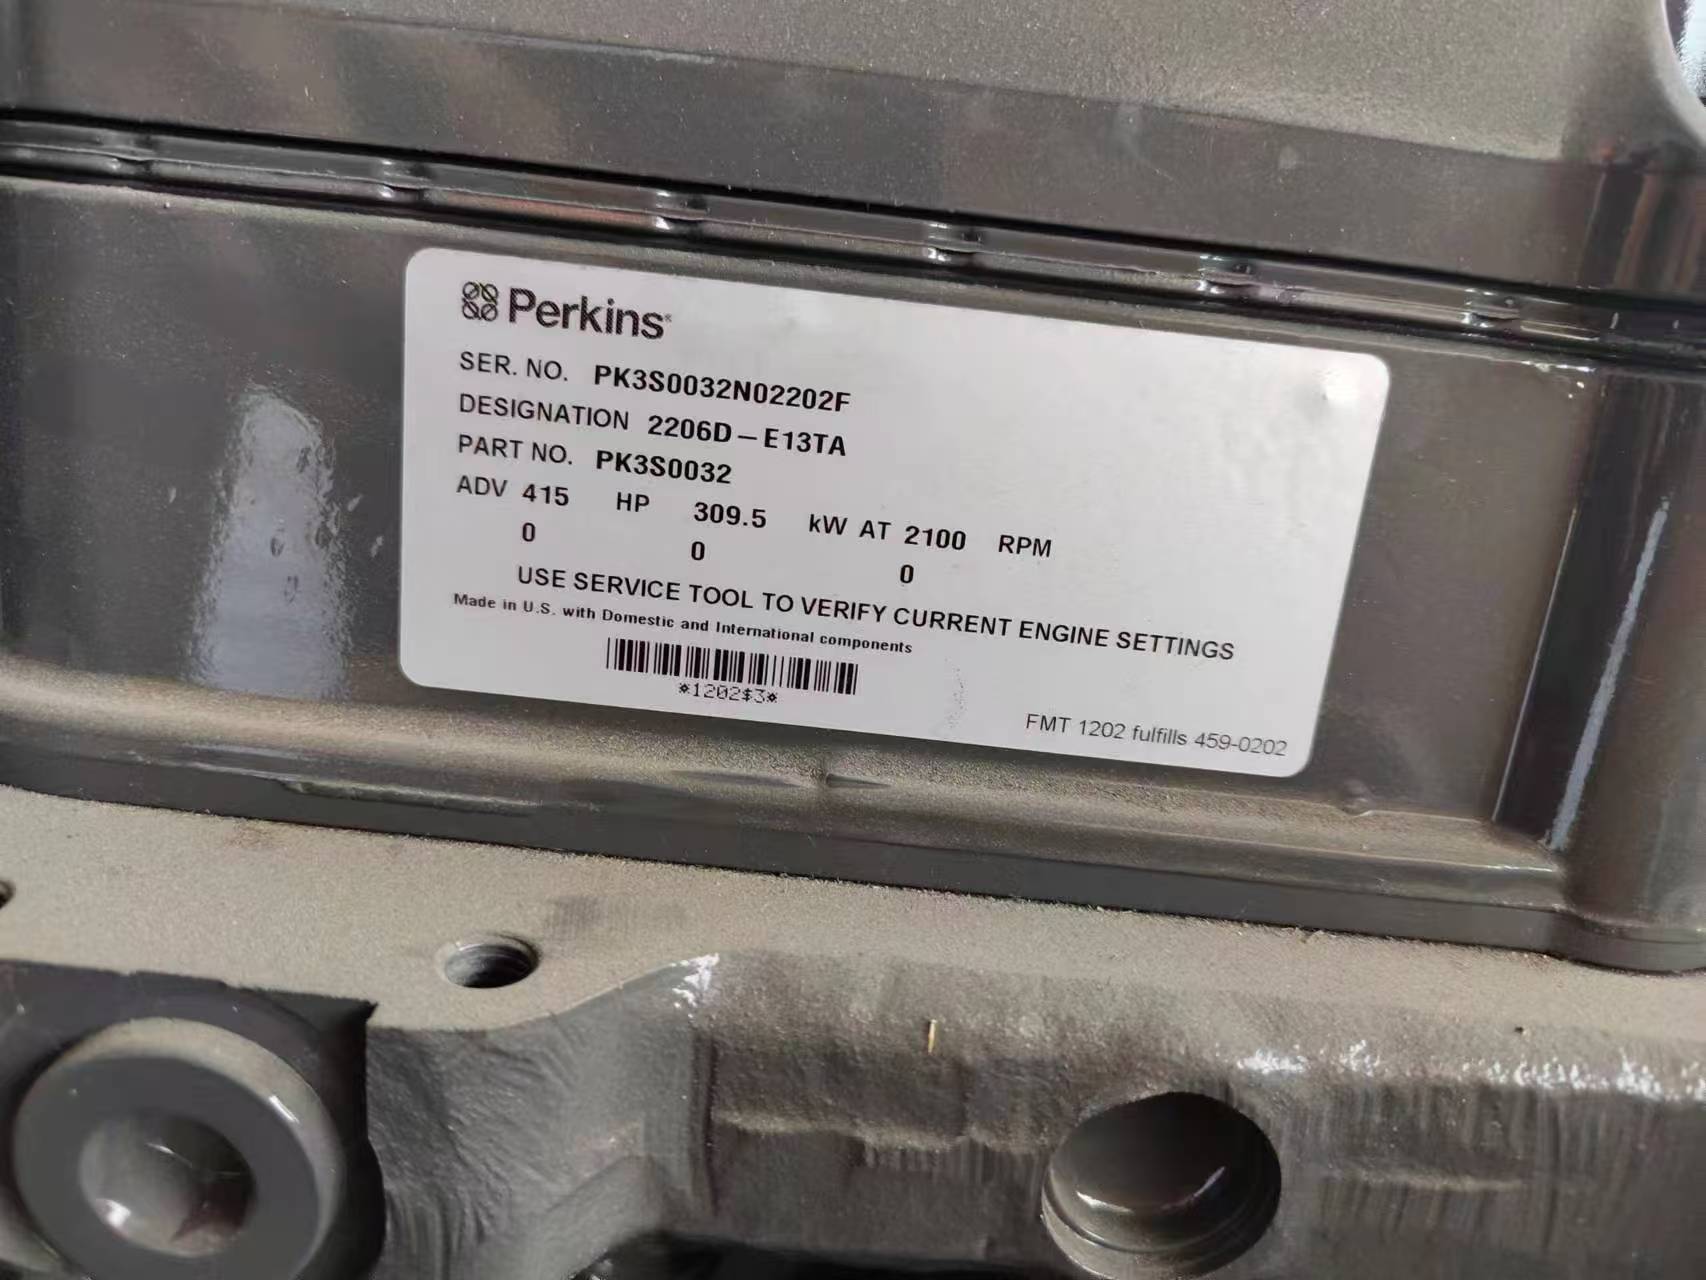 Perkins®
SER. NO. PK3S0032N02202F
DESIGNATION 2206D-E13TA
PART NO. PK3S0032
ADV 415 HP 309.5 kW AT 2100 RPM
0 0 0
USE SERVICE TOOL TO VERIFY CURRENT ENGINE SETTINGS
Made in U.S. with Domestic and International components
*1202$3*
FMT 1202 fulfills 459-0202